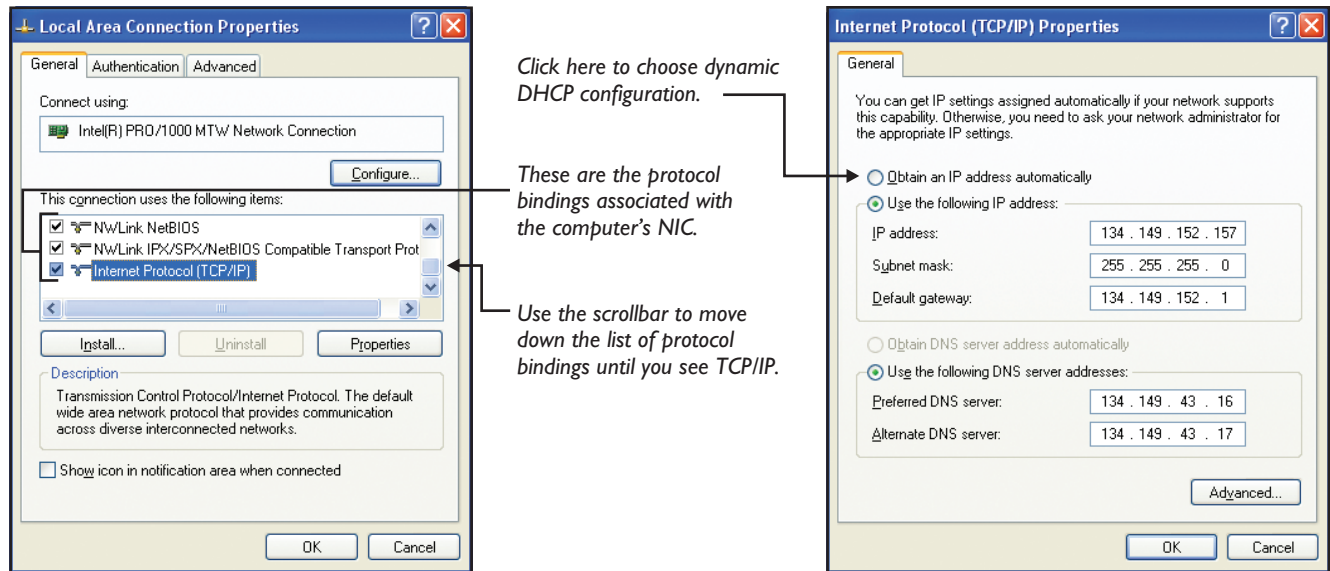 Local Area Connection Properties
General Authentication Advanced
Connect using:
Intel(R) PRO/1000 MTW Network Connection
Configure...
This connection uses the following items:
NWLink NetBIOS
NWLink IPX/SPX/NetBIOS Compatible Transport Prot
Internet Protocol (TCP/IP)
Install... Uninstall Properties
Description
Transmission Control Protocol/Internet Protocol. The default
wide area network protocol that provides communication
across diverse interconnected networks.
Show icon in notification area when connected
OK Cancel
Click here to choose dynamic
DHCP configuration.
These are the protocol
bindings associated with
the computer's NIC.
Use the scrollbar to move
down the list of protocol
bindings until you see TCP/IP.
Internet Protocol (TCP/IP) Properties
General
You can get IP settings assigned automatically if your network supports
this capability. Otherwise, you need to ask your network administrator for
the appropriate IP settings.
Obtain an IP address automatically
Use the following IP address:
IP address: 134 . 149 . 152 . 157
Subnet mask: 255 . 255 . 255 . 0
Default gateway: 134 . 149 . 152 . 1
Obtain DNS server address automatically
Use the following DNS server addresses:
Preferred DNS server: 134 . 149 . 43 . 16
Alternate DNS server: 134 . 149 . 43 . 17
Advanced...
OK Cancel